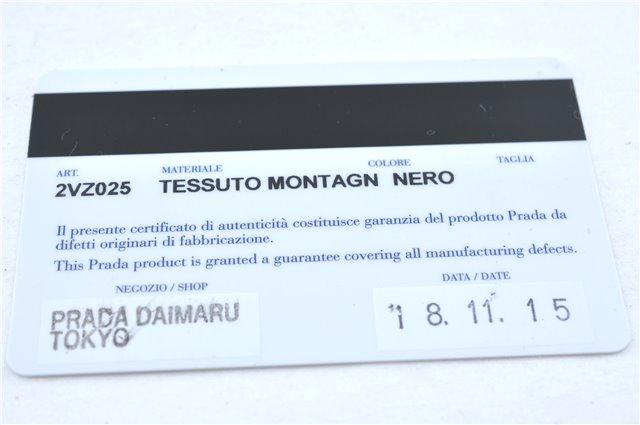 ART. MATERIALE COLORE TAGLIA
2VZ025 TESSUTO MONTAGN NERO
Il presente certificato di autenticità costituisce garanzia del prodotto Prada da
difetti originari di fabbricazione.
This Prada product is granted a guarantee covering all manufacturing defects.
NEGOZIO / SHOP DATA / DATE
PRADA DAIMARU
TOKYO
'18. 11. 15